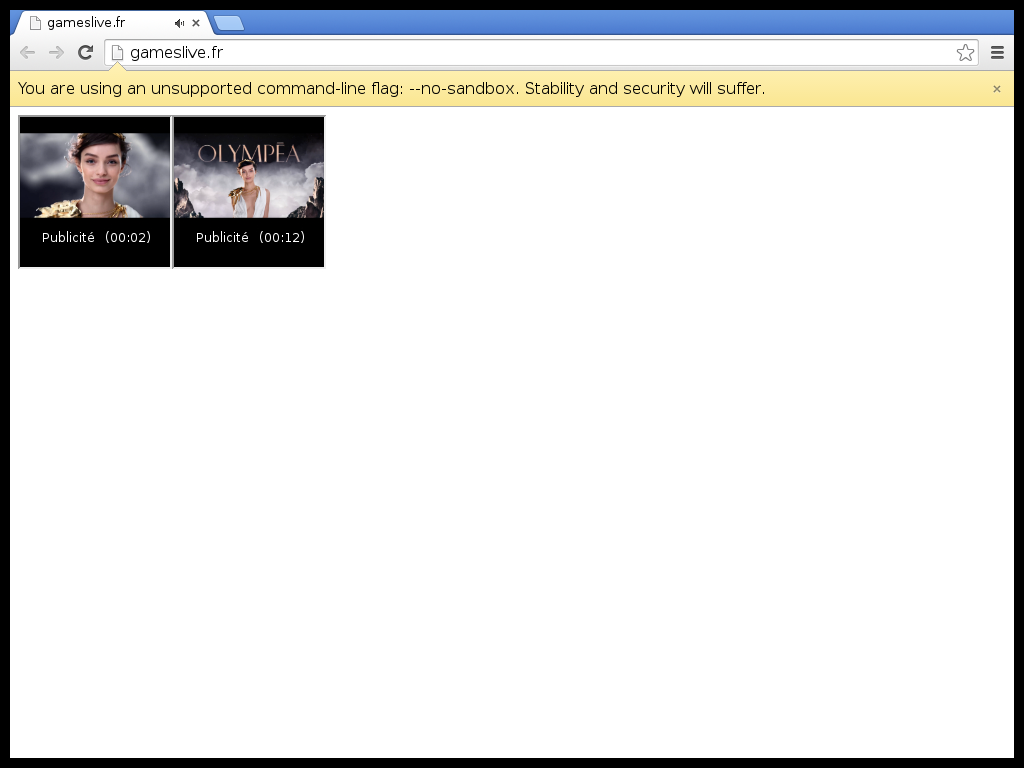 gameslive.fr
gameslive.fr
You are using an unsupported command-line flag: --no-sandbox. Stability and security will suffer.
OLYMPĒA
Publicité (00:02) Publicité (00:12)